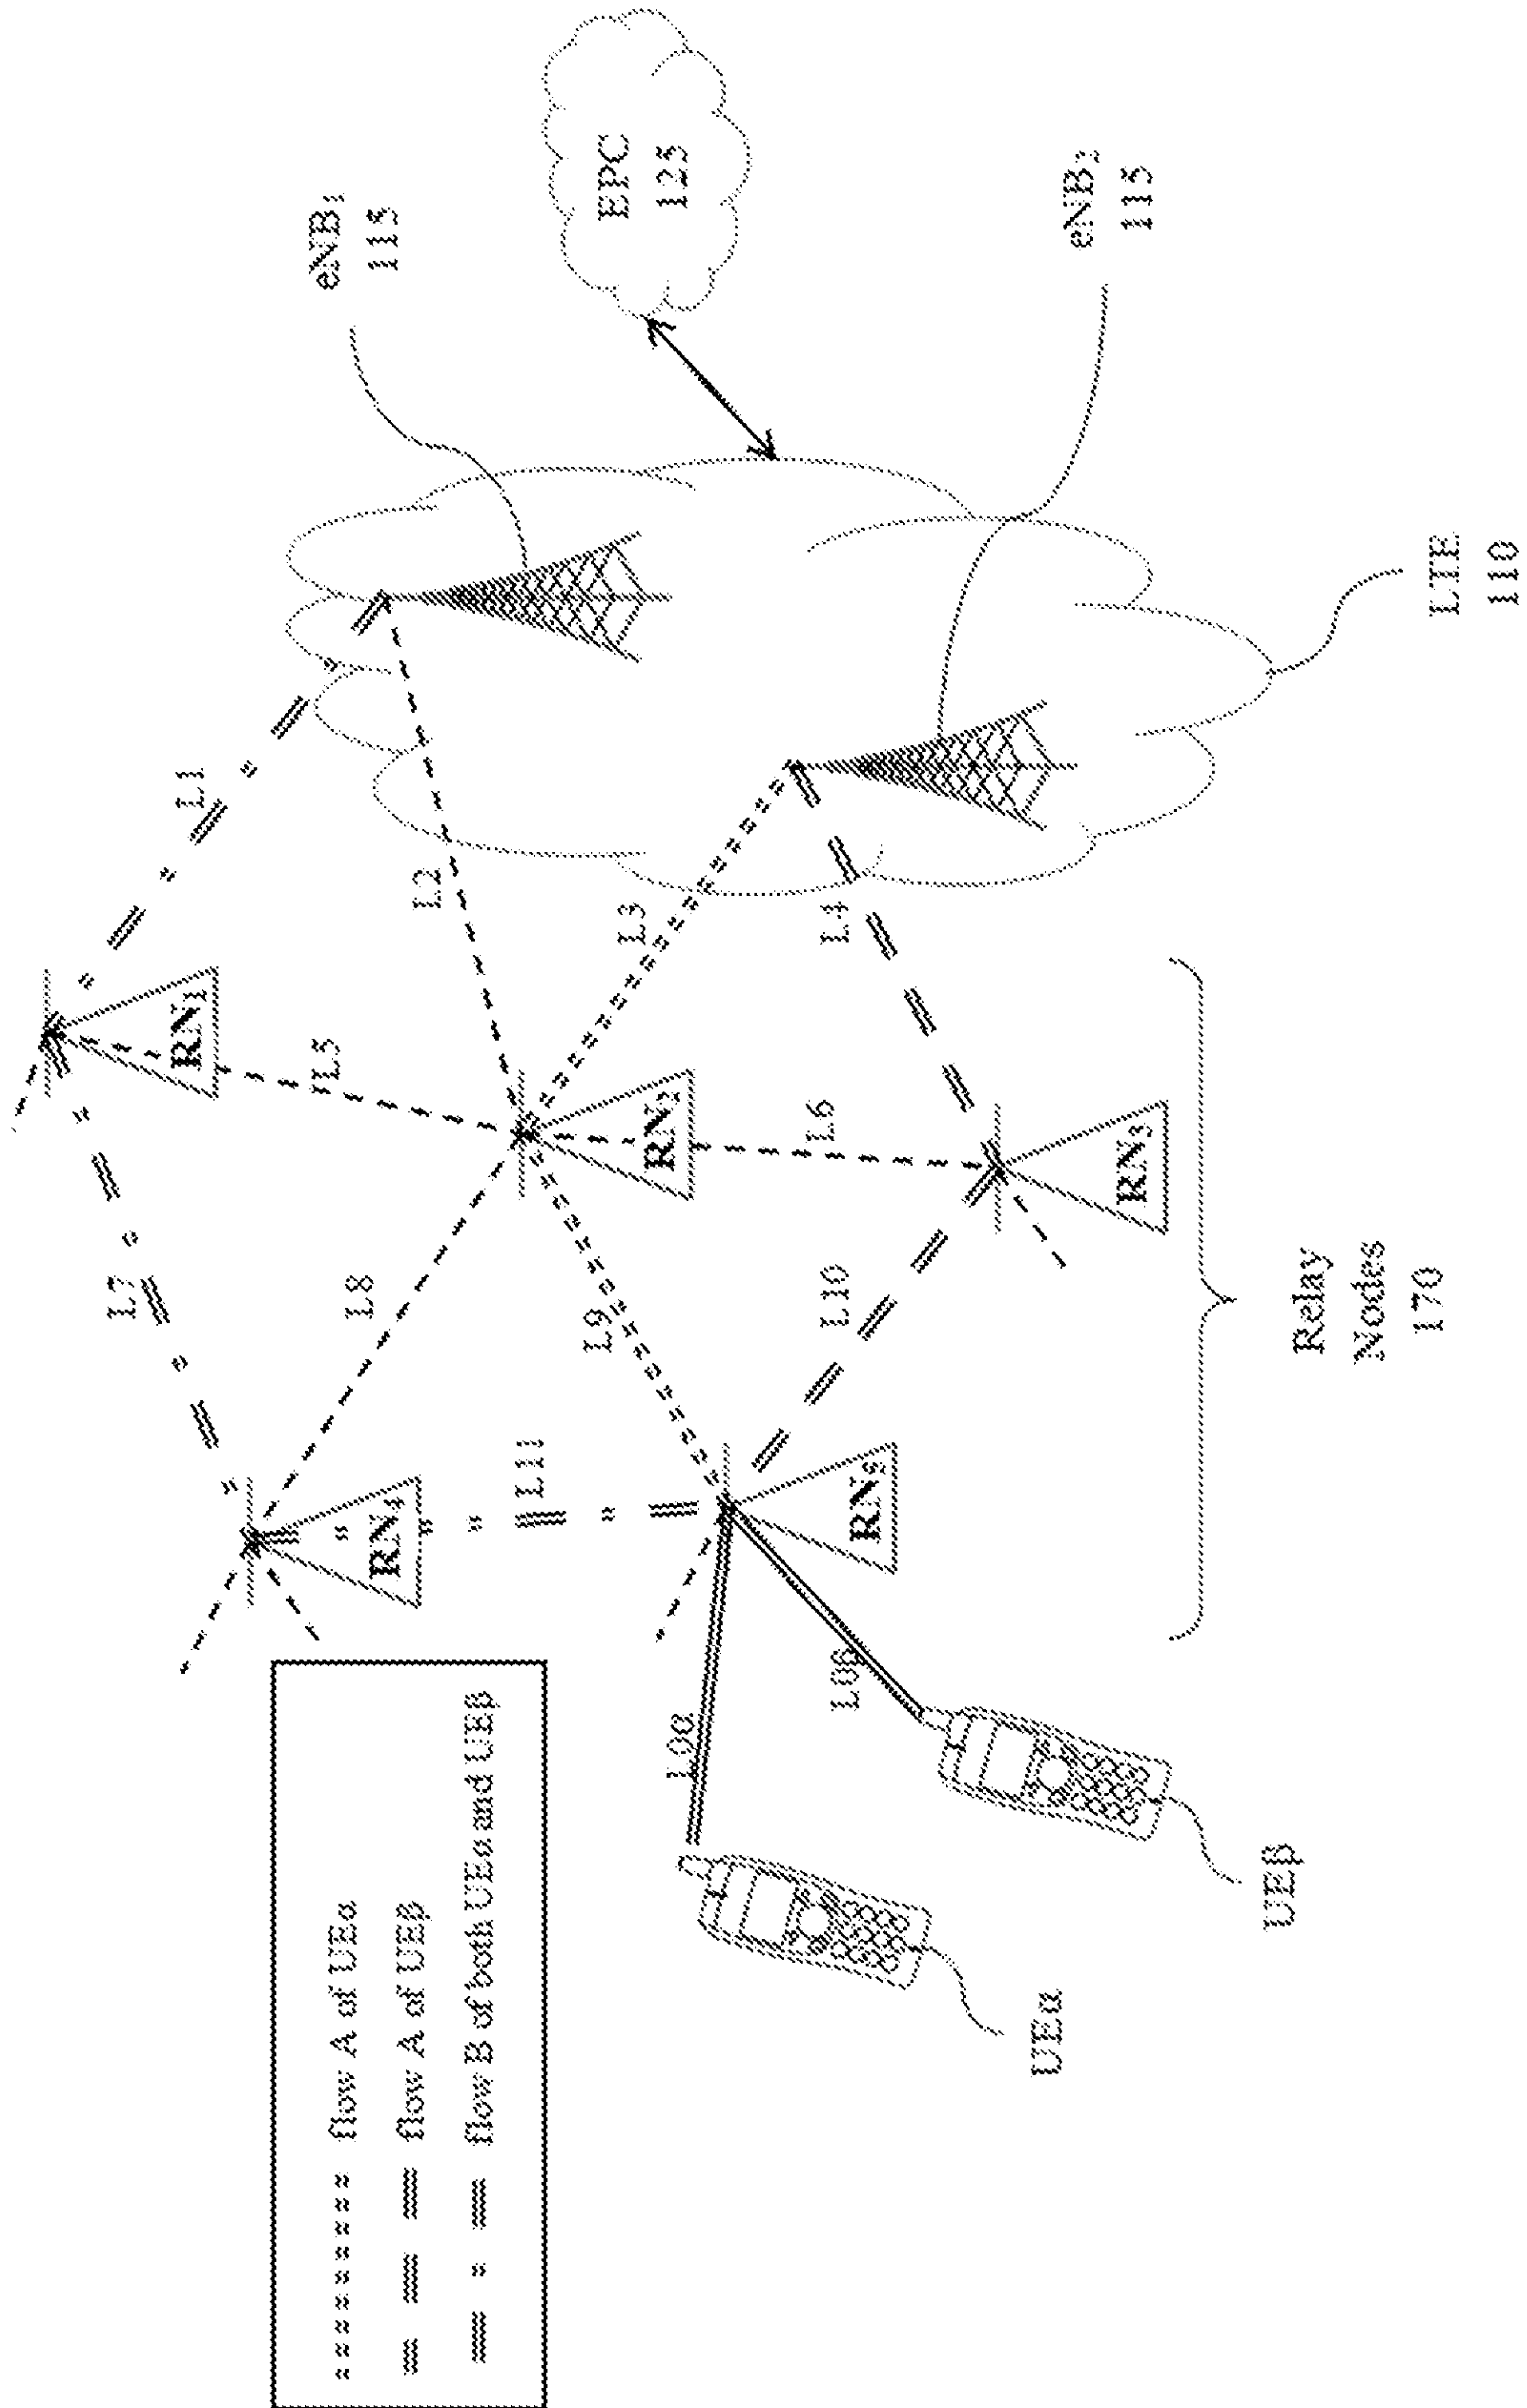 flow A of UEα
flow A of UEβ
flow B of both UEα and UEβ
RN₁
RN₂
RN₃
RN₄
RN₅
L1
L2
L3
L4
L5
L6
L7
L8
L9
L10
L11
L0α
L0β
UEα
UEβ
eNB₁
115
eNB₂
115
EPC
125
LTE
110
Relay
Nodes
170